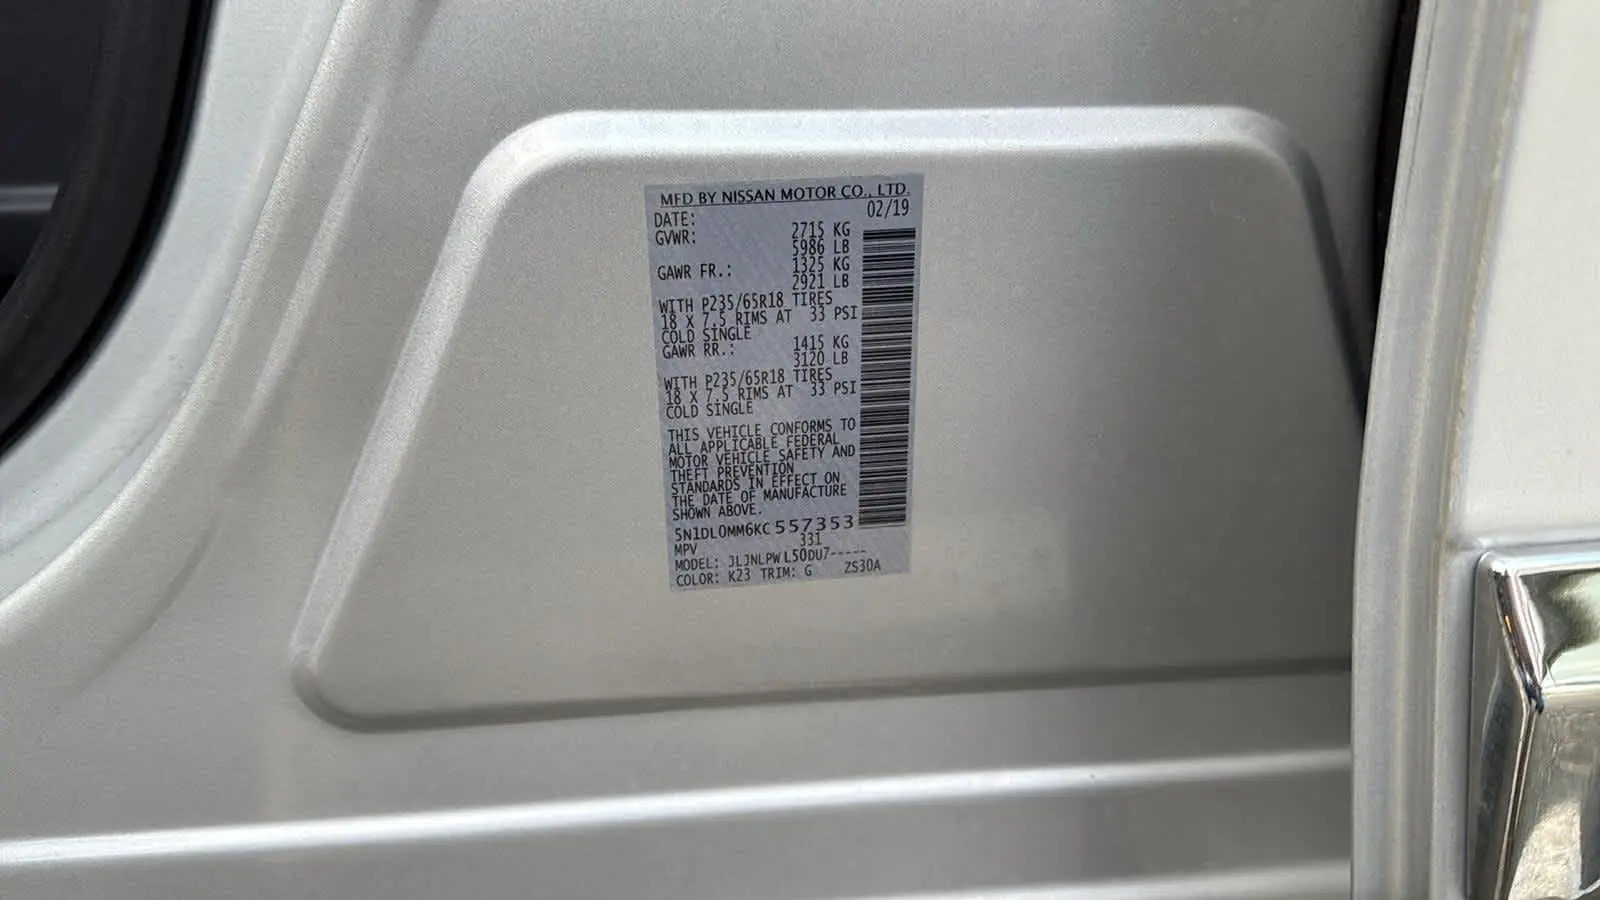 MFD BY NISSAN MOTOR CO., LTD.
DATE: 02/19
GVWR: 2715 KG
5986 LB
GAWR FR.: 1325 KG
2921 LB
WITH P235/65R18 TIRES
18 X 7.5 RIMS AT 33 PSI
COLD SINGLE
GAWR RR.: 1415 KG
3120 LB
WITH P235/65R18 TIRES
18 X 7.5 RIMS AT 33 PSI
COLD SINGLE
THIS VEHICLE CONFORMS TO
ALL APPLICABLE FEDERAL
MOTOR VEHICLE SAFETY AND
THEFT PREVENTION
STANDARDS IN EFFECT ON
THE DATE OF MANUFACTURE
SHOWN ABOVE.
5N1DL0MM6KC557353
MPV 331
MODEL: JLJNLPWL50DU7-----
COLOR: K23 TRIM: G ZS30A